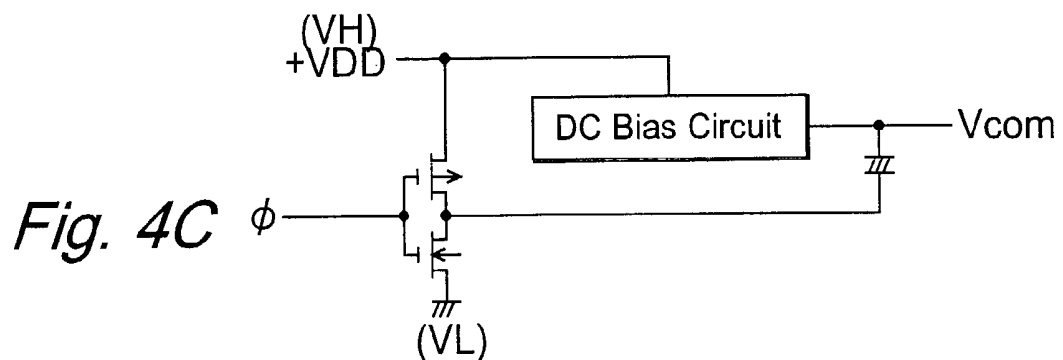 (VH)
+VDD
DC Bias Circuit
Vcom
Fig. 4C
ϕ
(VL)